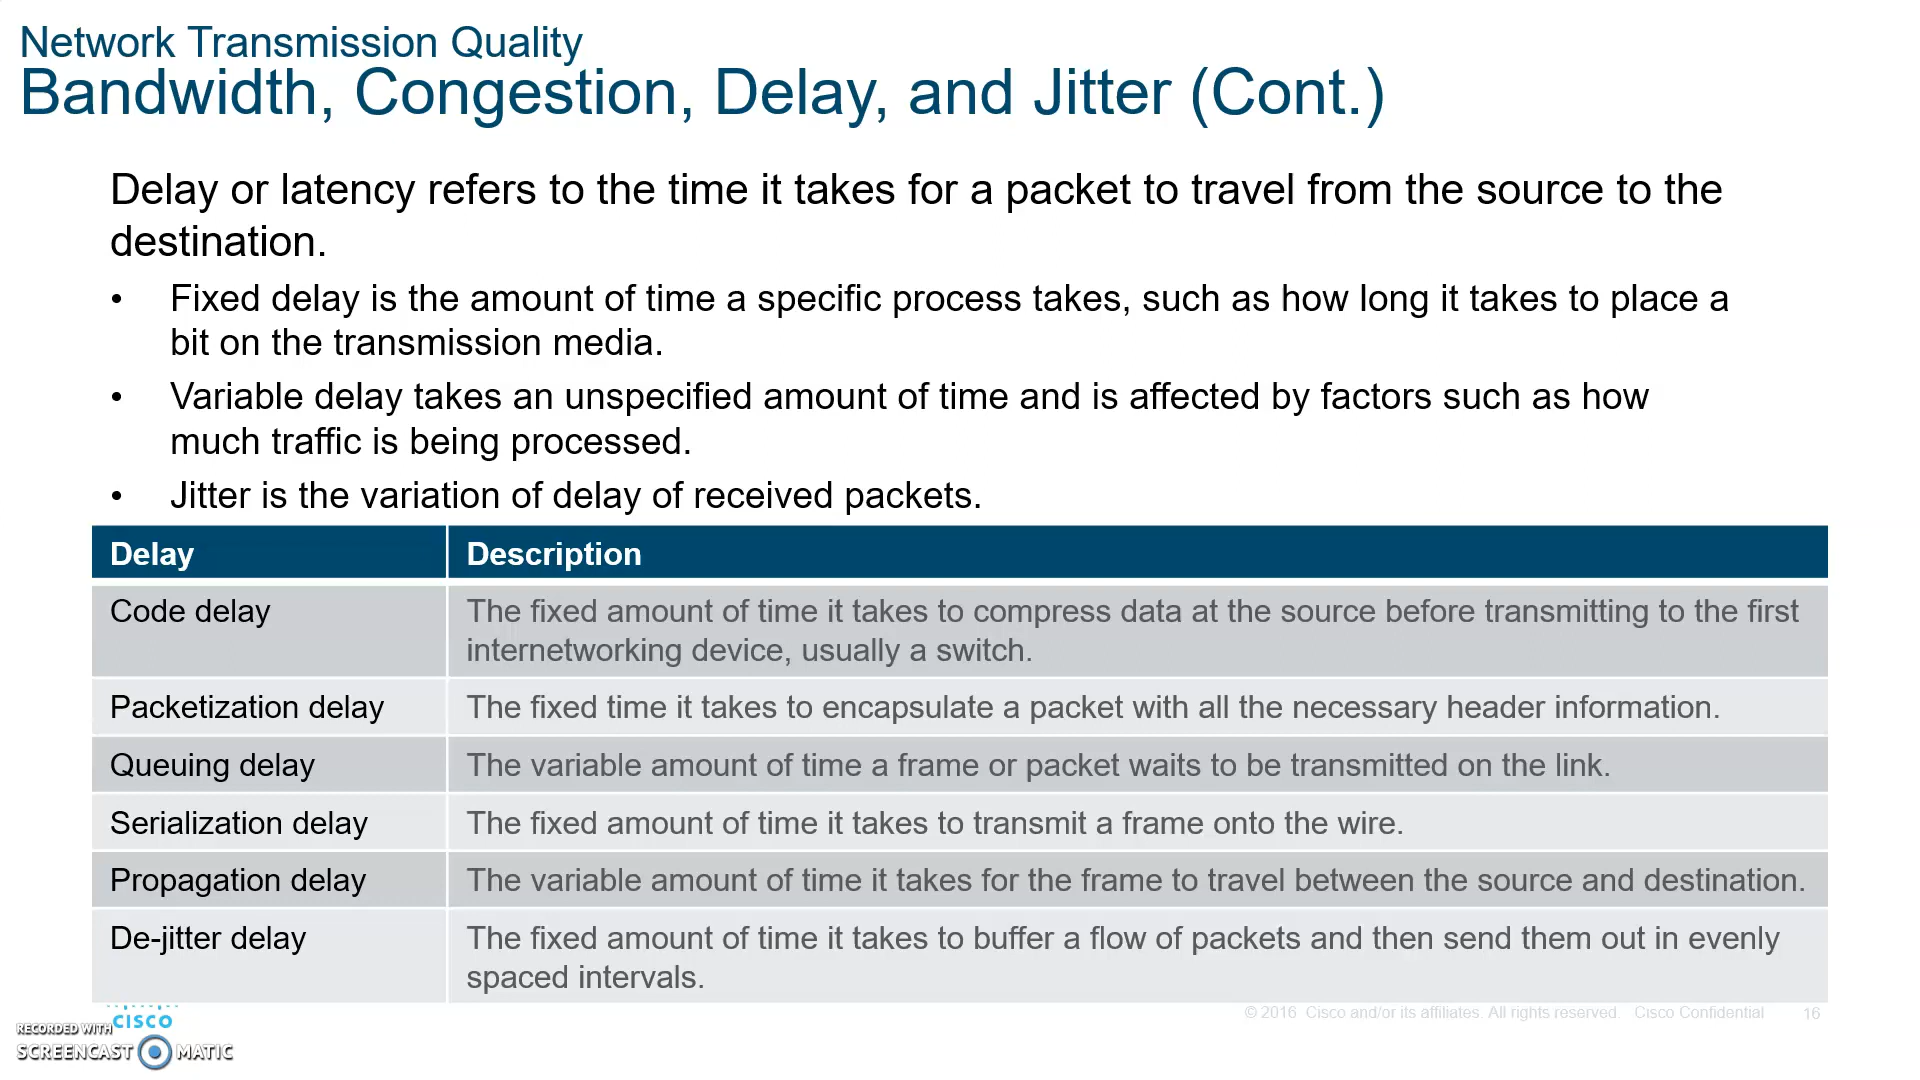 Network Transmission Quality
Bandwidth, Congestion, Delay, and Jitter (Cont.)
Delay or latency refers to the time it takes for a packet to travel from the source to the
destination.
• Fixed delay is the amount of time a specific process takes, such as how long it takes to place a
bit on the transmission media.
• Variable delay takes an unspecified amount of time and is affected by factors such as how
much traffic is being processed.
• Jitter is the variation of delay of received packets.
Delay Description
Code delay The fixed amount of time it takes to compress data at the source before transmitting to the first
internetworking device, usually a switch.
Packetization delay The fixed time it takes to encapsulate a packet with all the necessary header information.
Queuing delay The variable amount of time a frame or packet waits to be transmitted on the link.
Serialization delay The fixed amount of time it takes to transmit a frame onto the wire.
Propagation delay The variable amount of time it takes for the frame to travel between the source and destination.
De-jitter delay The fixed amount of time it takes to buffer a flow of packets and then send them out in evenly
spaced intervals.
© 2016 Cisco and/or its affiliates. All rights reserved. Cisco Confidential 16
CISCO
RECORDED WITH
SCREENCAST MATIC